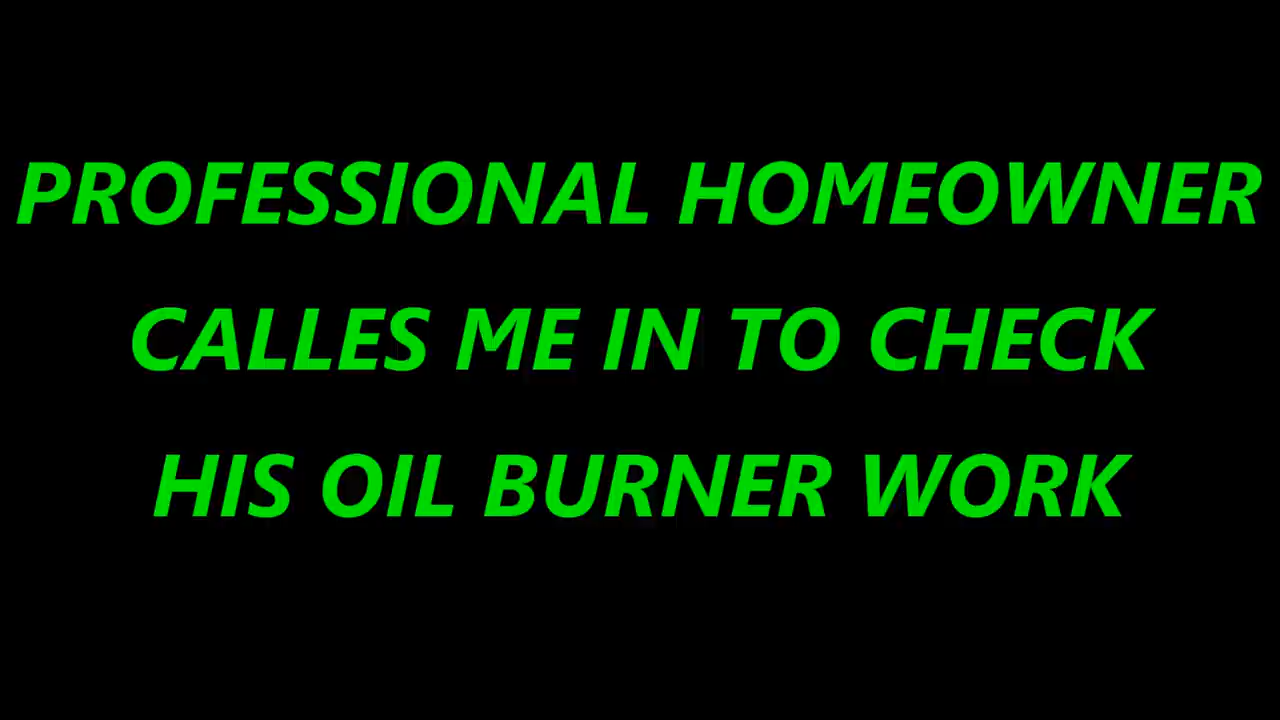 PROFESSIONAL HOMEOWNER
CALLES ME IN TO CHECK
HIS OIL BURNER WORK